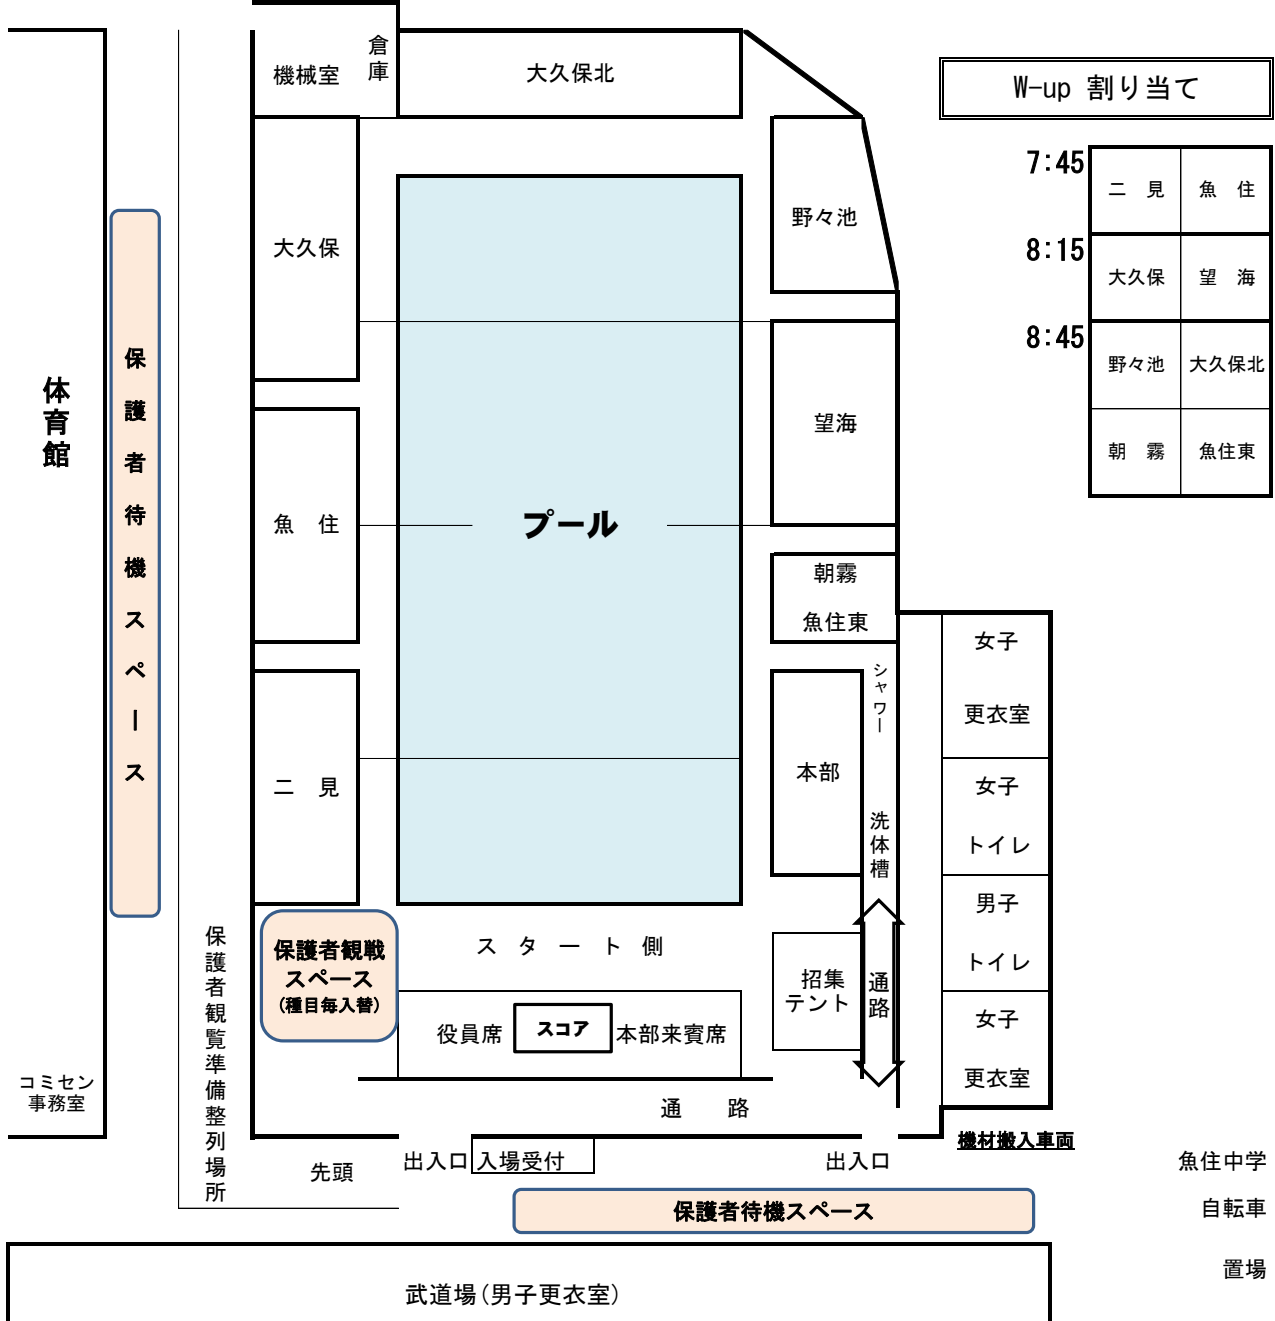 倉庫
機械室
大久保北
W-up 割り当て
7:45
二 見
魚 住
8:15
大久保
望 海
8:45
野々池
大久保北
朝 霧
魚住東
体育館
保護者待機スペース
大久保
魚 住
二 見
プール
野々池
望海
朝霧
魚住東
シャワー
本部
洗体槽
女子
更衣室
女子
トイレ
男子
トイレ
女子
更衣室
保護者観覧準備整列場所
保護者観戦
スペース
(種目毎入替)
スタート側
役員席
スコア
本部来賓席
招集
テント
通路
コミセン
事務室
通 路
機材搬入車両
先頭
出入口
入場受付
出入口
魚住中学
自転車
置場
保護者待機スペース
武道場(男子更衣室)